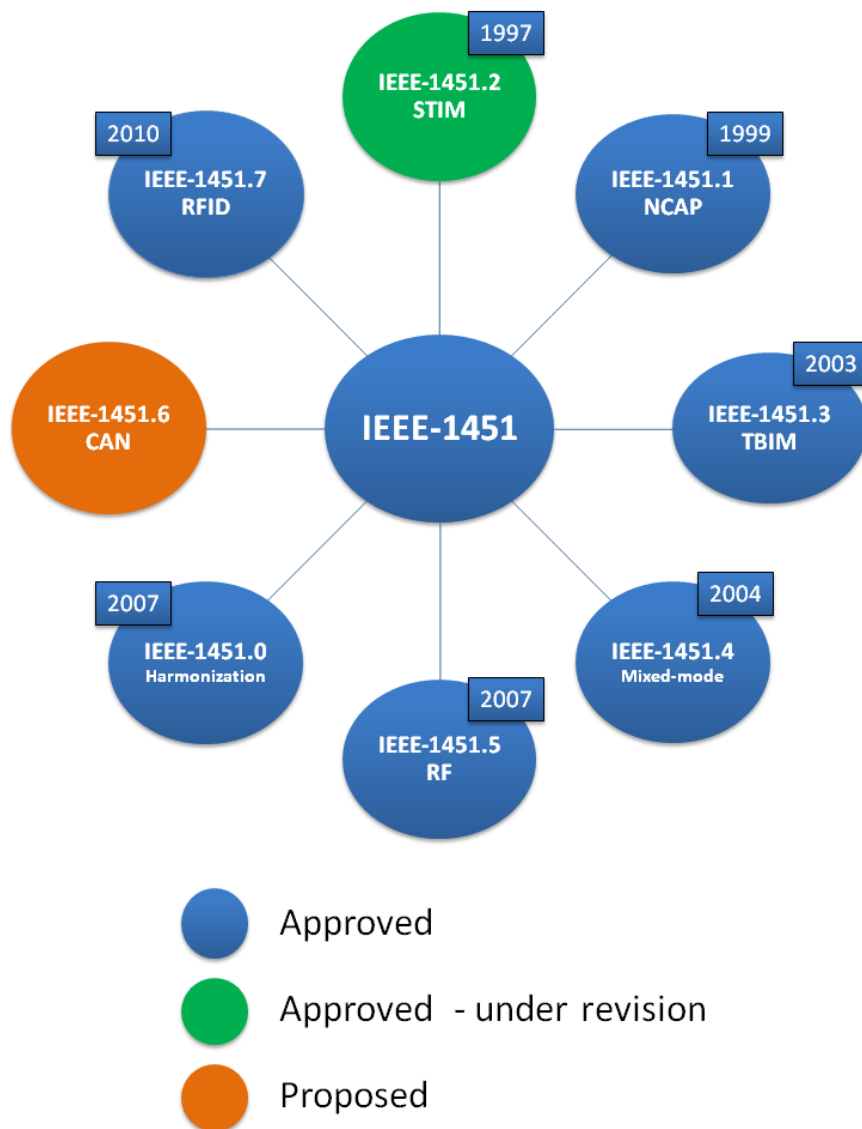 1997
IEEE-1451.2
STIM
2010
IEEE-1451.7
RFID
1999
IEEE-1451.1
NCAP
IEEE-1451.6
CAN
IEEE-1451
2003
IEEE-1451.3
TBIM
2007
IEEE-1451.0
Harmonization
2004
IEEE-1451.4
Mixed-mode
2007
IEEE-1451.5
RF
Approved
Approved - under revision
Proposed